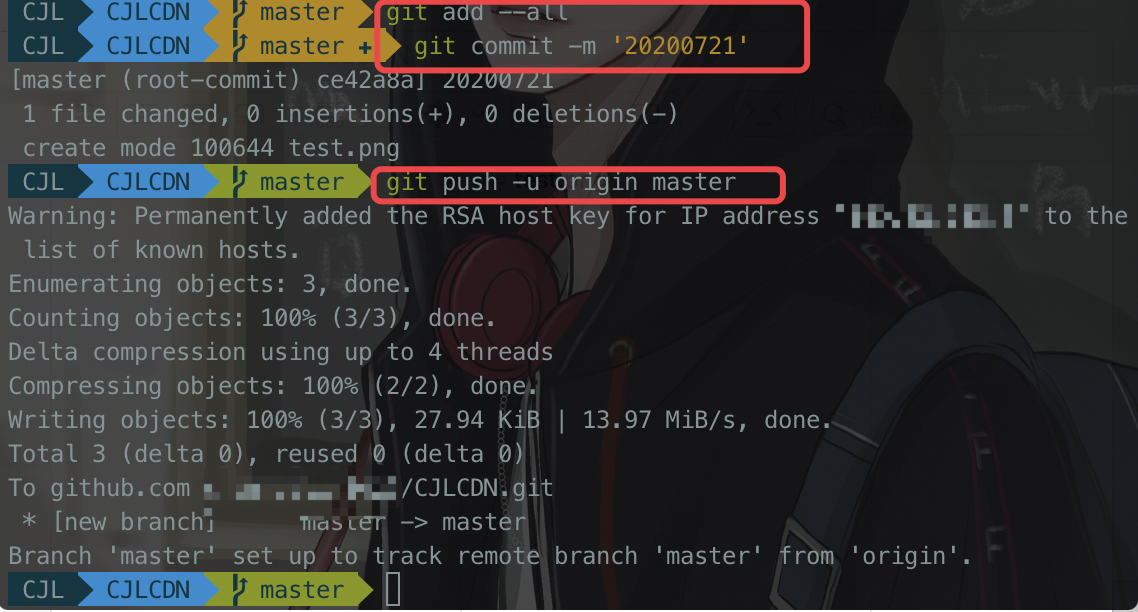 CJL CJLCDN master git add --all
CJL CJLCDN master + git commit -m '20200721'
[master (root-commit) ce42a8a] 20200721
1 file changed, 0 insertions(+), 0 deletions(-)
create mode 100644 test.png
CJL CJLCDN master git push -u origin master
Warning: Permanently added the RSA host key for IP address ' ' to the
list of known hosts.
Enumerating objects: 3, done.
Counting objects: 100% (3/3), done.
Delta compression using up to 4 threads
Compressing objects: 100% (2/2), done.
Writing objects: 100% (3/3), 27.94 KiB | 13.97 MiB/s, done.
Total 3 (delta 0), reused 0 (delta 0)
To github.com /CJLCDN.git
* [new branch] master -> master
Branch 'master' set up to track remote branch 'master' from 'origin'.
CJL CJLCDN master